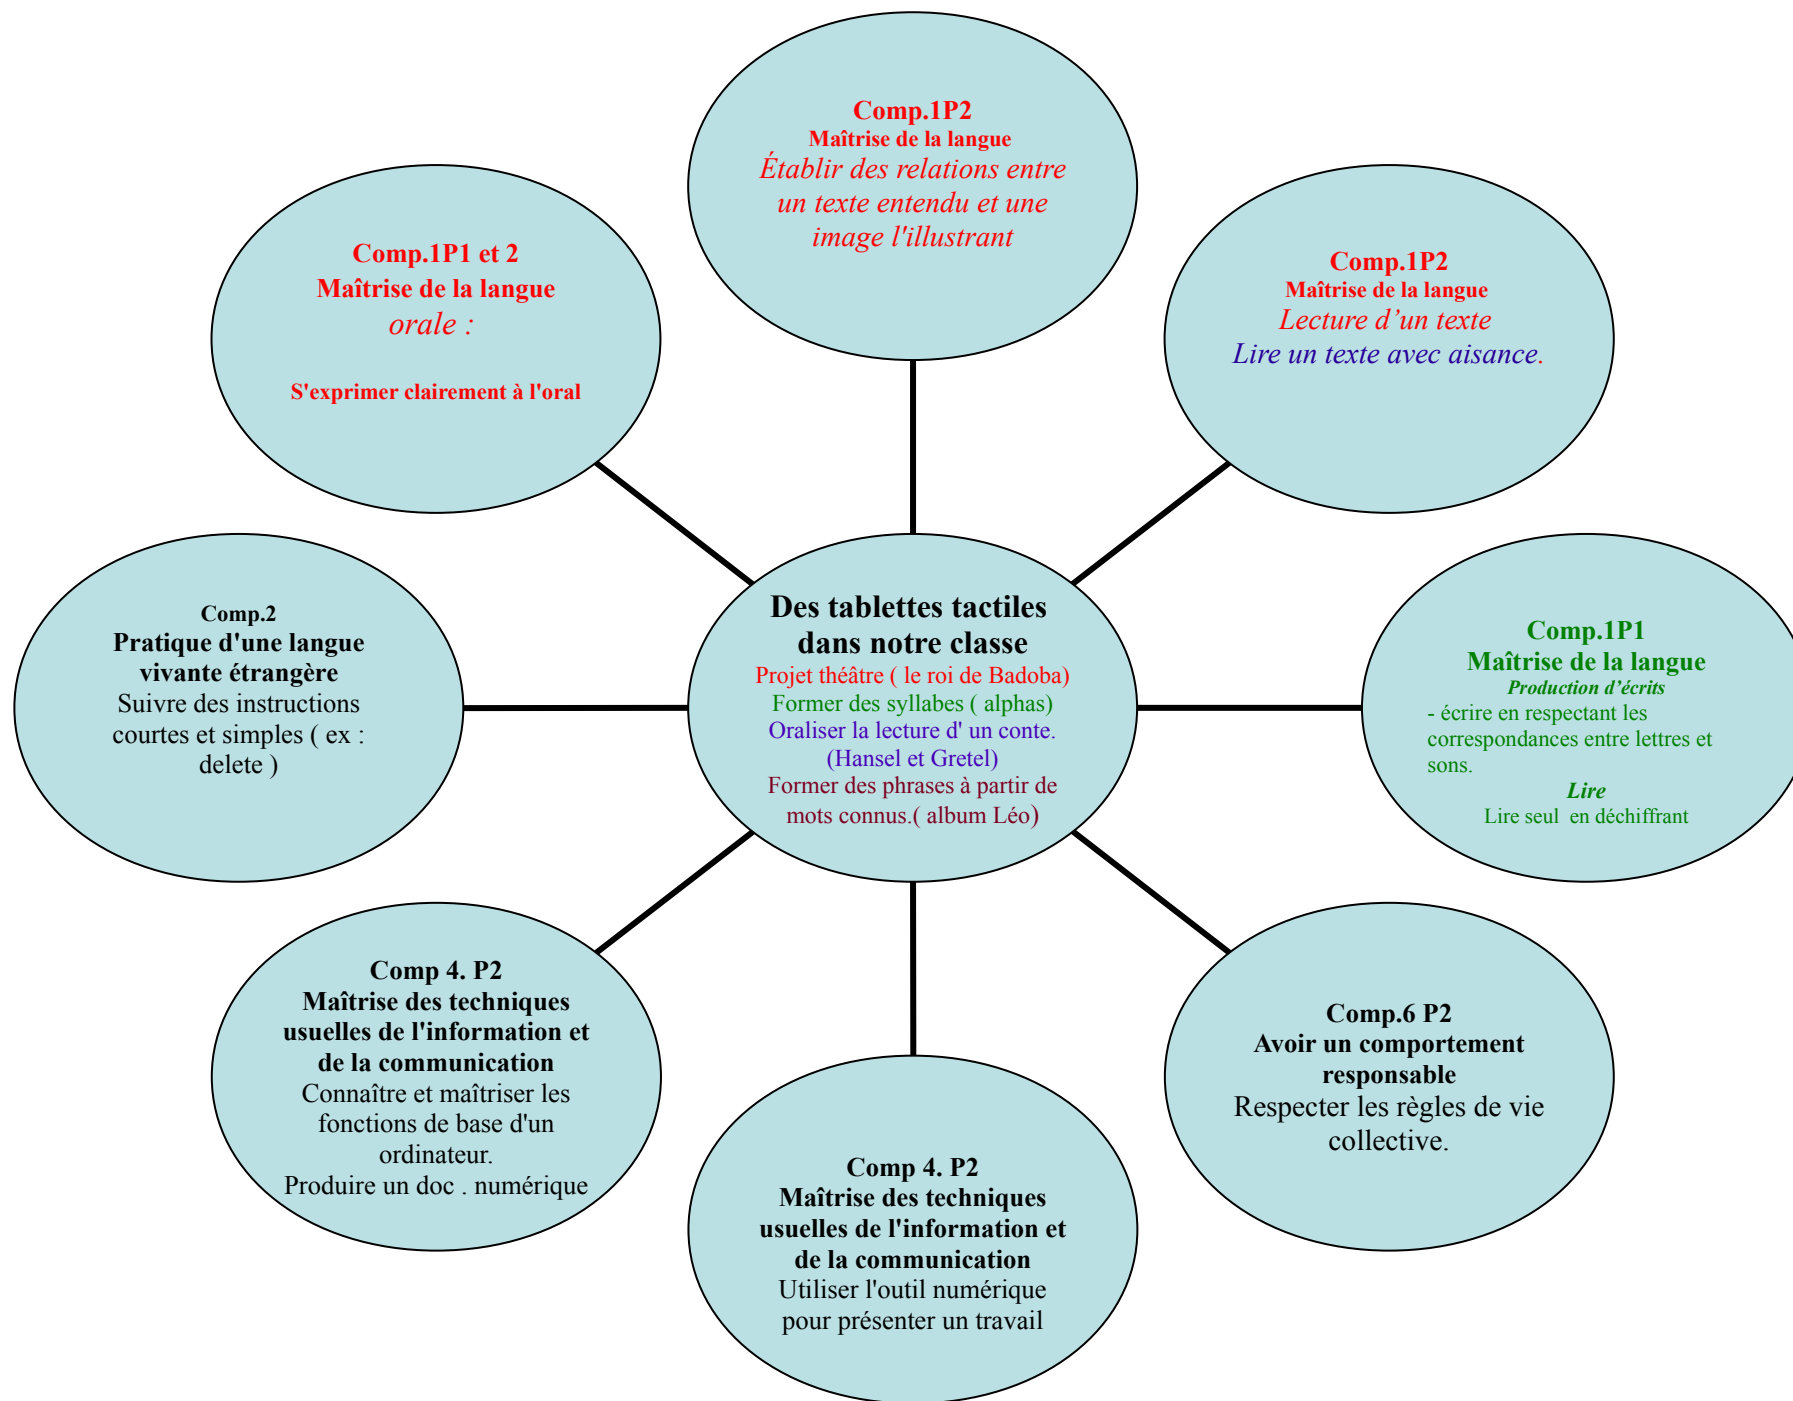 Comp.1P2
Maîtrise de la langue
Établir des relations entre
un texte entendu et une
image l'illustrant
Comp.1P1 et 2
Maîtrise de la langue
orale :
S'exprimer clairement à l'oral
Comp.1P2
Maîtrise de la langue
Lecture d’un texte
Lire un texte avec aisance.
Comp.2
Pratique d'une langue
vivante étrangère
Suivre des instructions
courtes et simples ( ex :
delete )
Des tablettes tactiles
dans notre classe
Projet théâtre ( le roi de Badoba)
Former des syllabes ( alphas)
Oraliser la lecture d' un conte.
(Hansel et Gretel)
Former des phrases à partir de
mots connus.( album Léo)
Comp.1P1
Maîtrise de la langue
Production d’écrits
- écrire en respectant les
correspondances entre lettres et
sons.
Lire
Lire seul en déchiffrant
Comp 4. P2
Maîtrise des techniques
usuelles de l'information et
de la communication
Connaître et maîtriser les
fonctions de base d'un
ordinateur.
Produire un doc . numérique
Comp 4. P2
Maîtrise des techniques
usuelles de l'information et
de la communication
Utiliser l'outil numérique
pour présenter un travail
Comp.6 P2
Avoir un comportement
responsable
Respecter les règles de vie
collective.